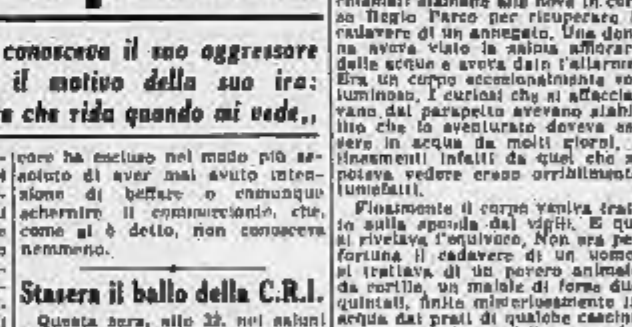 conosceva il suo aggressore
il motivo della sua ira:
che rida quando mi vede,,
ha escluso nel modo più as-
soluto di aver mai avuto inten-
zione di beffare o comunque
schernire il commerciante, che,
come si è detto, non conosceva
nemmeno.
Stasera il ballo della C.R.I.
Questa sera, alle 22, nei saloni
so Regio Parco per ricuperare
cadavere di un annegato. Una don-
na aveva visto la salma affiorar
dalle acque e aveva dato l'allarme.
Era un corpo eccezionalmente vo-
luminoso. I curiosi che si affaccia-
vano dal parapetto avevano stabi-
lito che lo sventurato doveva es-
sere in acqua da molti giorni,
lineamenti infatti da quel che si
poteva vedere erano orribilmente
tumefatti.
Finalmente il corpo veniva trat-
to sulla sponda dai vigili. E qui
si rivelava l'equivoco. Non era per
fortuna il cadavere di un uomo
si trattava di un povero animale
da cortile, un maiale di forse due
quintali, finito misteriosamente in
acqua dai prati di qualche cascin